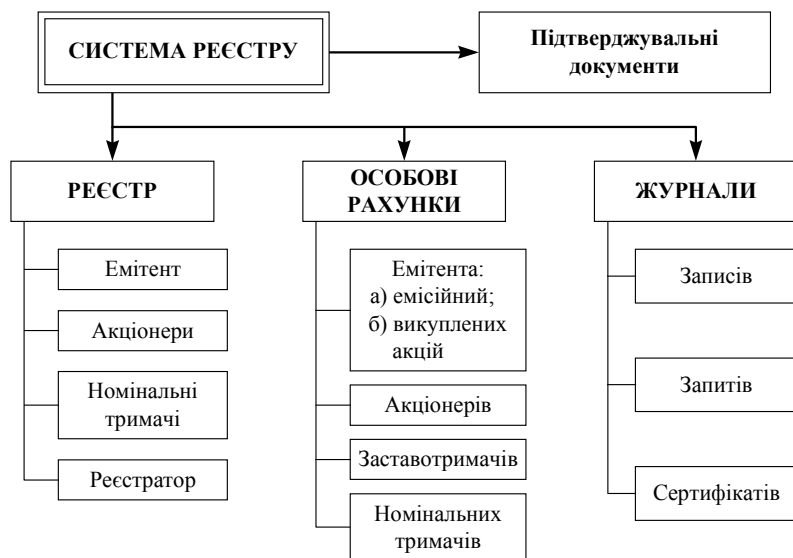 СИСТЕМА РЕЄСТРУ
Підтверджувальні
документи
РЕЄСТР
Емітент
Акціонери
Номінальні
тримачі
Реєстратор
ОСОБОВІ
РАХУНКИ
Емітента:
а) емісійний;
б) викуплених
акцій
Акціонерів
Заставотримачів
Номінальних
тримачів
ЖУРНАЛИ
Записів
Запитів
Сертифікатів